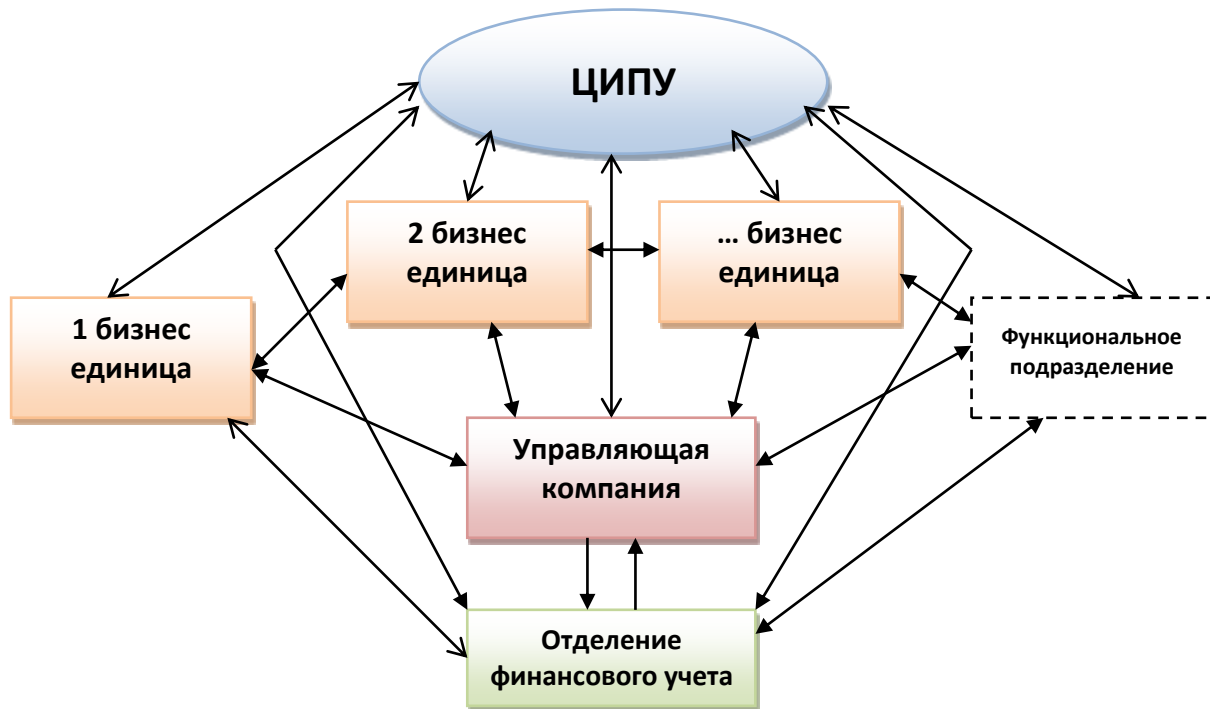 ЦИПУ
2 бизнес
единица
... бизнес
единица
1 бизнес
единица
Функциональное
подразделение
Управляющая
компания
Отделение
финансового учета